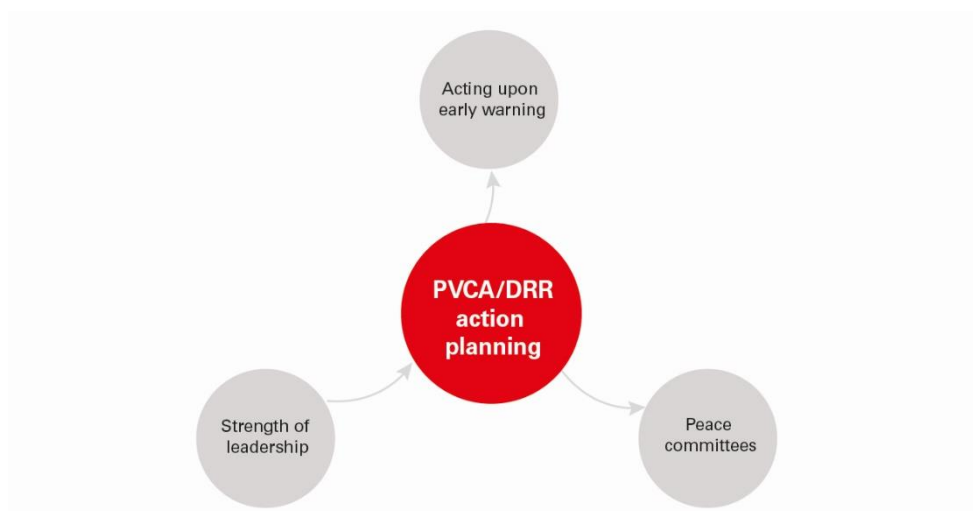 Acting upon
early warning
PVCA/DRR
action
planning
Strength of
leadership
Peace
committees